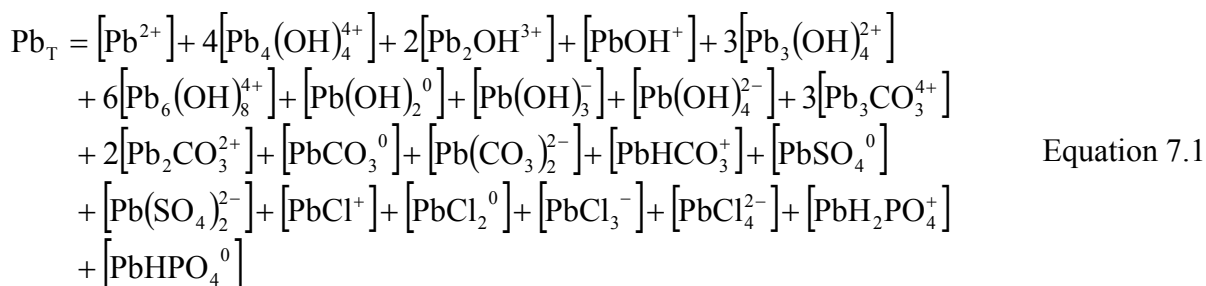 Pb_T = [Pb^{2+}] + 4[Pb_4(OH)_4^{4+}] + 2[Pb_2OH^{3+}] + [PbOH^+] + 3[Pb_3(OH)_4^{2+}]
+ 6[Pb_6(OH)_8^{4+}] + [Pb(OH)_2^0] + [Pb(OH)_3^-] + [Pb(OH)_4^{2-}] + 3[Pb_3CO_3^{4+}]
+ 2[Pb_2CO_3^{2+}] + [PbCO_3^0] + [Pb(CO_3)_2^{2-}] + [PbHCO_3^+] + [PbSO_4^0] Equation 7.1
+ [Pb(SO_4)_2^{2-}] + [PbCl^+] + [PbCl_2^0] + [PbCl_3^-] + [PbCl_4^{2-}] + [PbH_2PO_4^+]
+ [PbHPO_4^0]